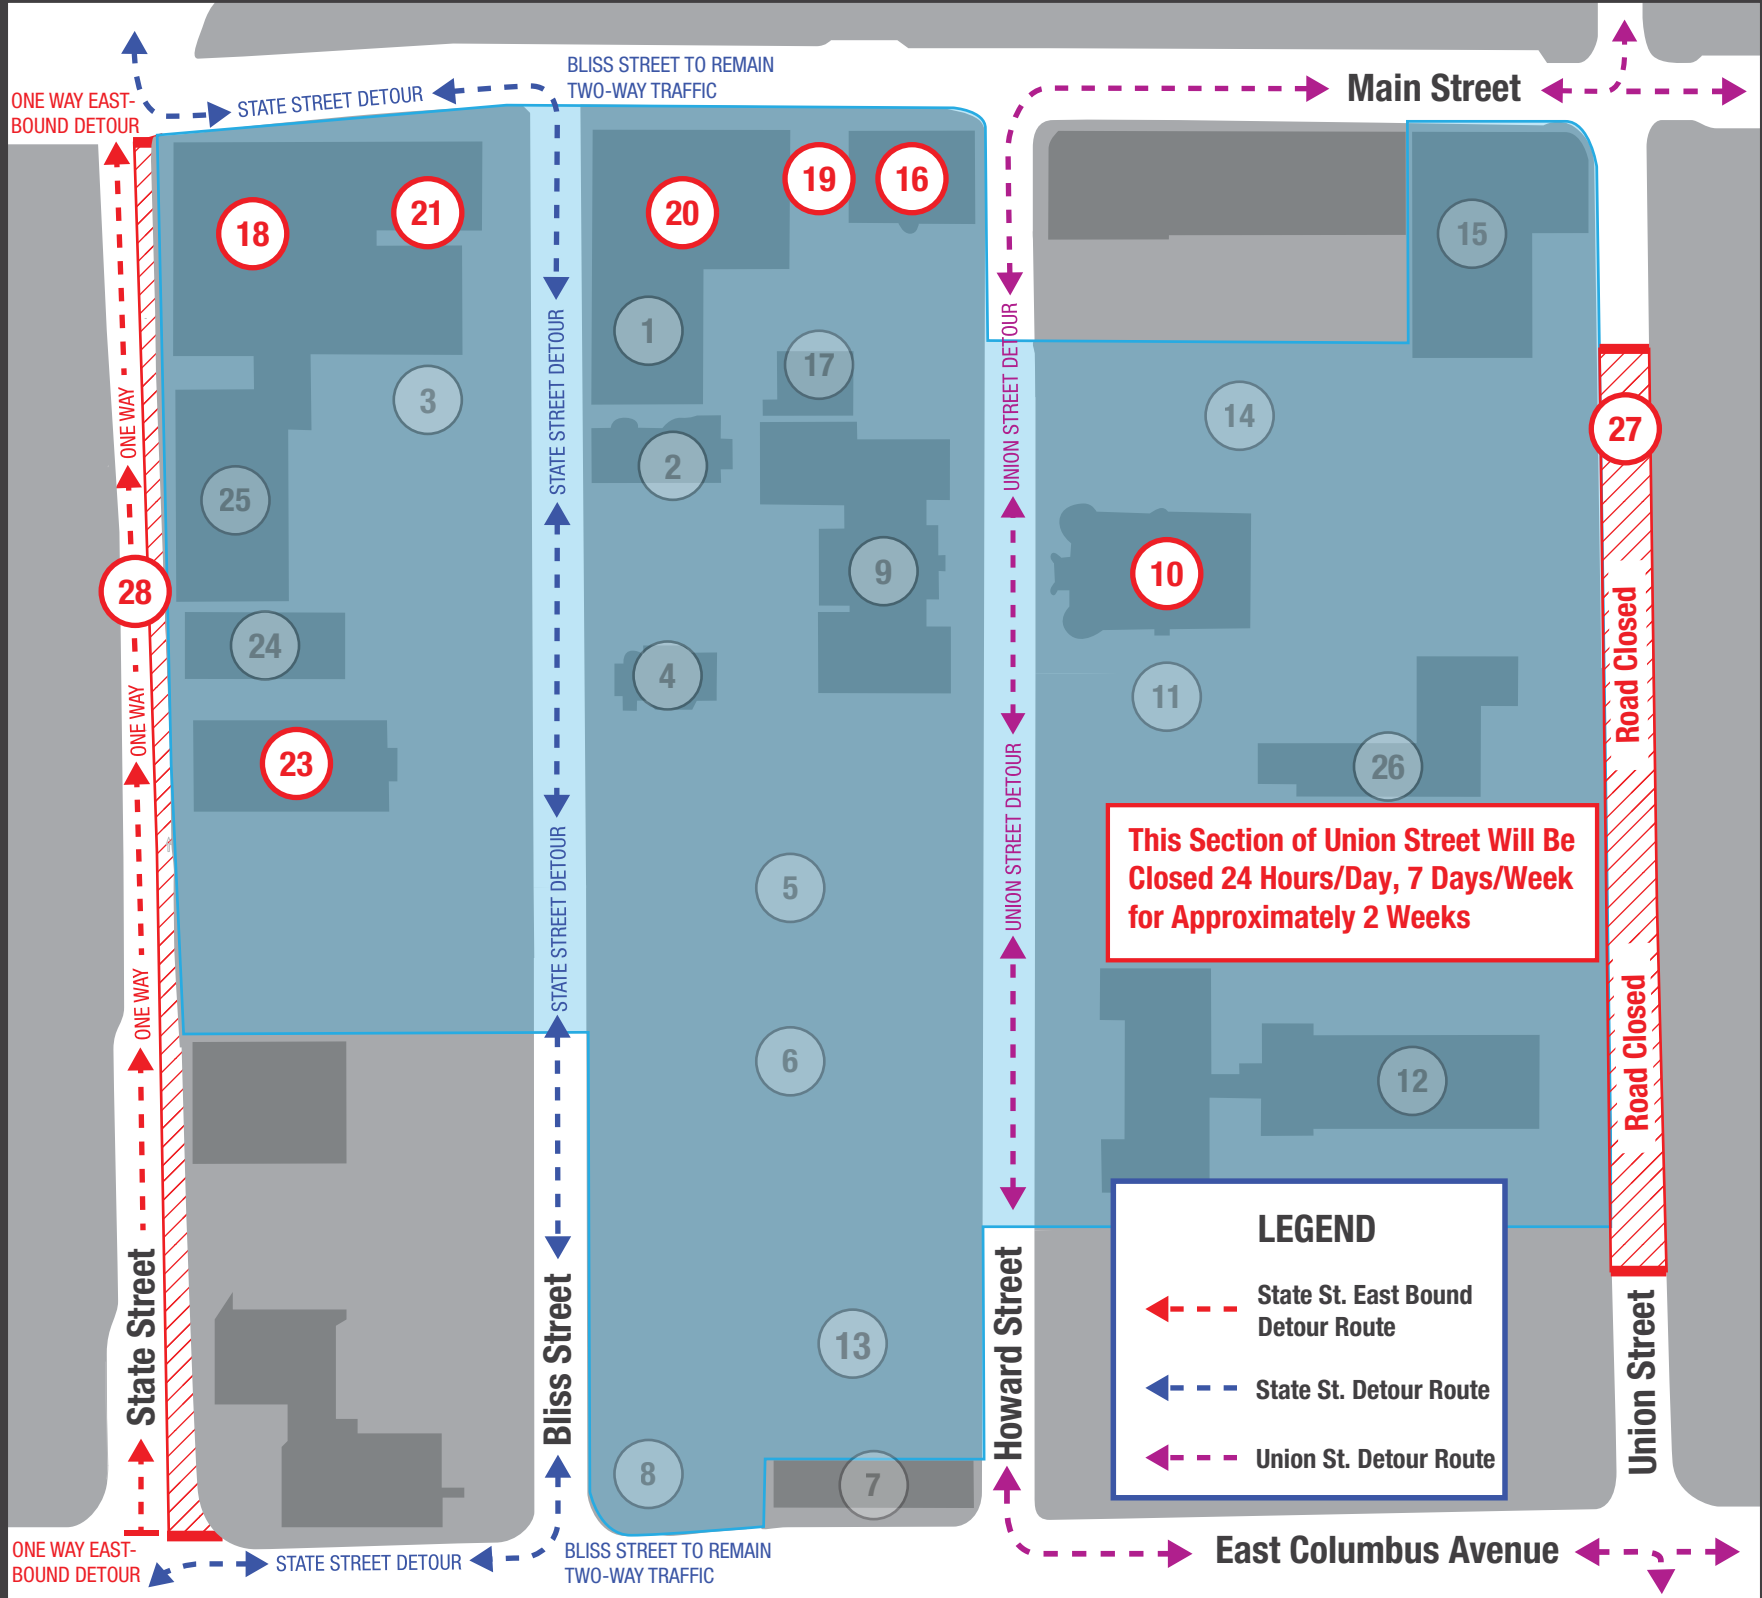 BLISS STREET TO REMAIN
TWO-WAY TRAFFIC
ONE WAY EAST-
BOUND DETOUR
STATE STREET DETOUR
Main Street
18
21
20
19
16
15
1
17
3
14
27
2
25
9
10
28
24
4
11
23
26
5
6
12
13
8
7
ONE WAY
ONE WAY
ONE WAY
State Street
STATE STREET DETOUR
STATE STREET DETOUR
Bliss Street
UNION STREET DETOUR
UNION STREET DETOUR
Howard Street
Road Closed
Road Closed
Union Street
This Section of Union Street Will Be
Closed 24 Hours/Day, 7 Days/Week
for Approximately 2 Weeks
LEGEND
State St. East Bound
Detour Route
State St. Detour Route
Union St. Detour Route
ONE WAY EAST-
BOUND DETOUR
STATE STREET DETOUR
BLISS STREET TO REMAIN
TWO-WAY TRAFFIC
East Columbus Avenue